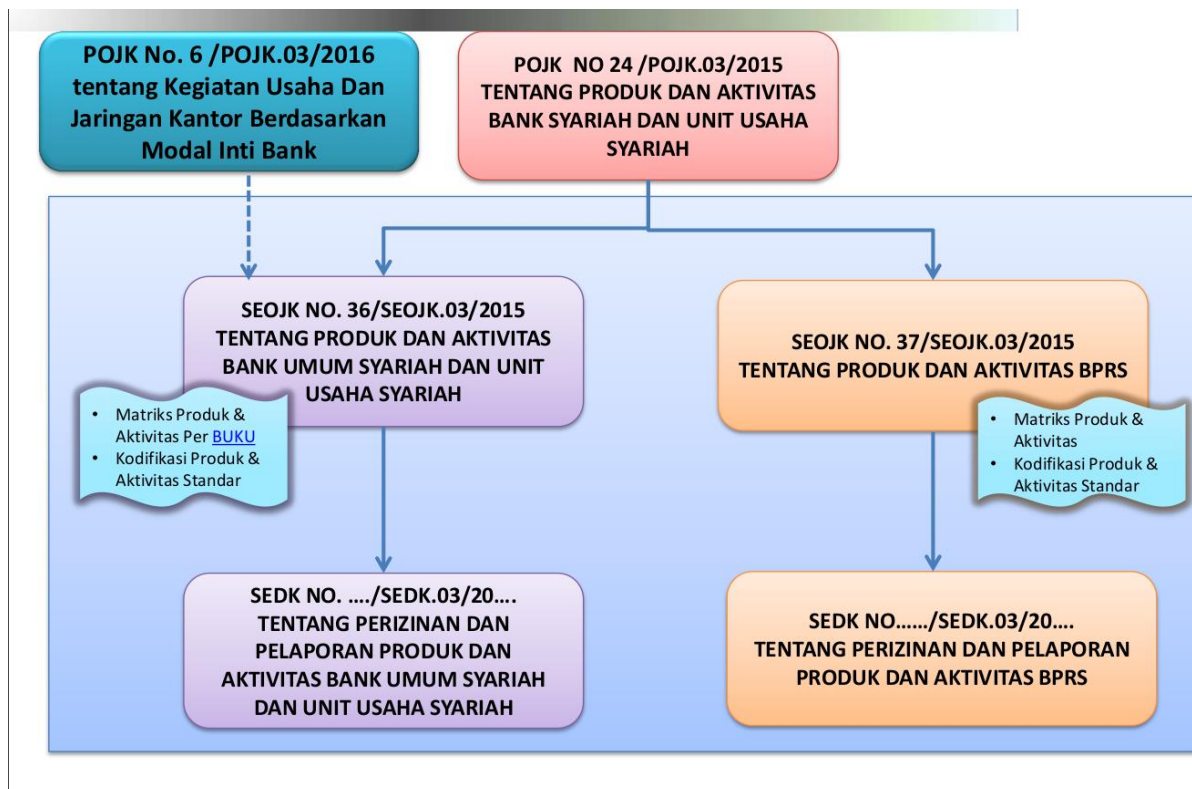 POJK No. 6 /POJK.03/2016
tentang Kegiatan Usaha Dan
Jaringan Kantor Berdasarkan
Modal Inti Bank
POJK NO 24 /POJK.03/2015
TENTANG PRODUK DAN AKTIVITAS
BANK SYARIAH DAN UNIT USAHA
SYARIAH
SEOJK NO. 36/SEOJK.03/2015
TENTANG PRODUK DAN AKTIVITAS
BANK UMUM SYARIAH DAN UNIT
USAHA SYARIAH
• Matriks Produk &
Aktivitas Per BUKU
• Kodifikasi Produk &
Aktivitas Standar
SEOJK NO. 37/SEOJK.03/2015
TENTANG PRODUK DAN AKTIVITAS BPRS
• Matriks Produk &
Aktivitas
• Kodifikasi Produk &
Aktivitas Standar
SEDK NO. ..../SEDK.03/20....
TENTANG PERIZINAN DAN
PELAPORAN PRODUK DAN
AKTIVITAS BANK UMUM SYARIAH
DAN UNIT USAHA SYARIAH
SEDK NO....../SEDK.03/20....
TENTANG PERIZINAN DAN PELAPORAN
PRODUK DAN AKTIVITAS BPRS